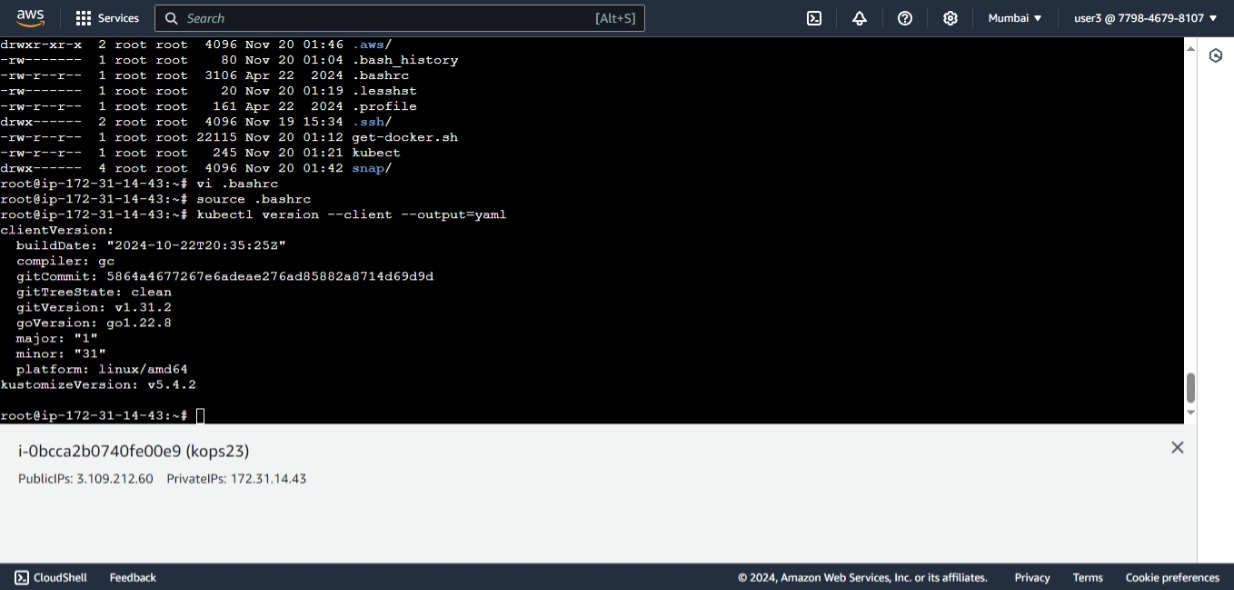 aws Services Search [Alt+S] Mumbai ▼ user3 @ 7798-4679-8107 ▼
drwxr-xr-x 2 root root 4096 Nov 20 01:46 .aws/
-rw------- 1 root root 80 Nov 20 01:04 .bash_history
-rw-r--r-- 1 root root 3106 Apr 22 2024 .bashrc
-rw------- 1 root root 20 Nov 20 01:19 .lesshst
-rw-r--r-- 1 root root 161 Apr 22 2024 .profile
drwx------ 2 root root 4096 Nov 19 15:34 .ssh/
-rw-r--r-- 1 root root 22115 Nov 20 01:12 get-docker.sh
-rw-r--r-- 1 root root 245 Nov 20 01:21 kubect
drwx------ 4 root root 4096 Nov 20 01:42 snap/
root@ip-172-31-14-43:~# vi .bashrc
root@ip-172-31-14-43:~# source .bashrc
root@ip-172-31-14-43:~# kubectl version --client --output=yaml
clientVersion:
  buildDate: "2024-10-22T20:35:25Z"
  compiler: gc
  gitCommit: 5864a4677267e6adeae276ad85882a8714d69d9d
  gitTreeState: clean
  gitVersion: v1.31.2
  goVersion: go1.22.8
  major: "1"
  minor: "31"
  platform: linux/amd64
kustomizeVersion: v5.4.2
root@ip-172-31-14-43:~#
i-0bcca2b0740fe00e9 (kops23)
PublicIPs: 3.109.212.60 PrivateIPs: 172.31.14.43
CloudShell Feedback © 2024, Amazon Web Services, Inc. or its affiliates. Privacy Terms Cookie preferences